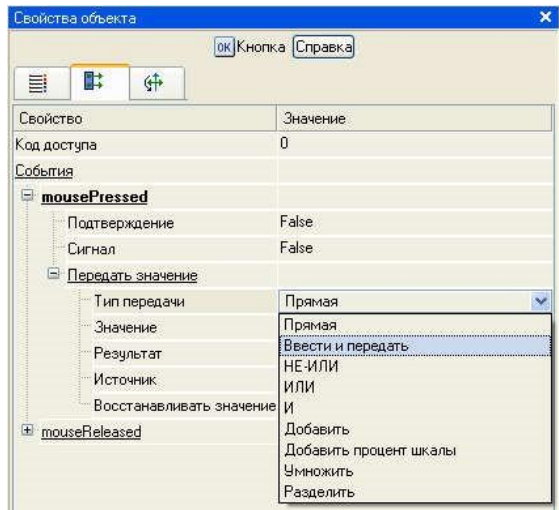 Свойства объекта
ок Кнопка Справка
Свойство Значение
Код доступа 0
События
mousePressed
Подтверждение False
Сигнал False
Передать значение
Тип передачи Прямая
Значение Прямая
Ввести и передать
Результат НЕ-ИЛИ
Источник ИЛИ
Восстанавливать значение И
mouseReleased Добавить
Добавить процент шкалы
Умножить
Разделить